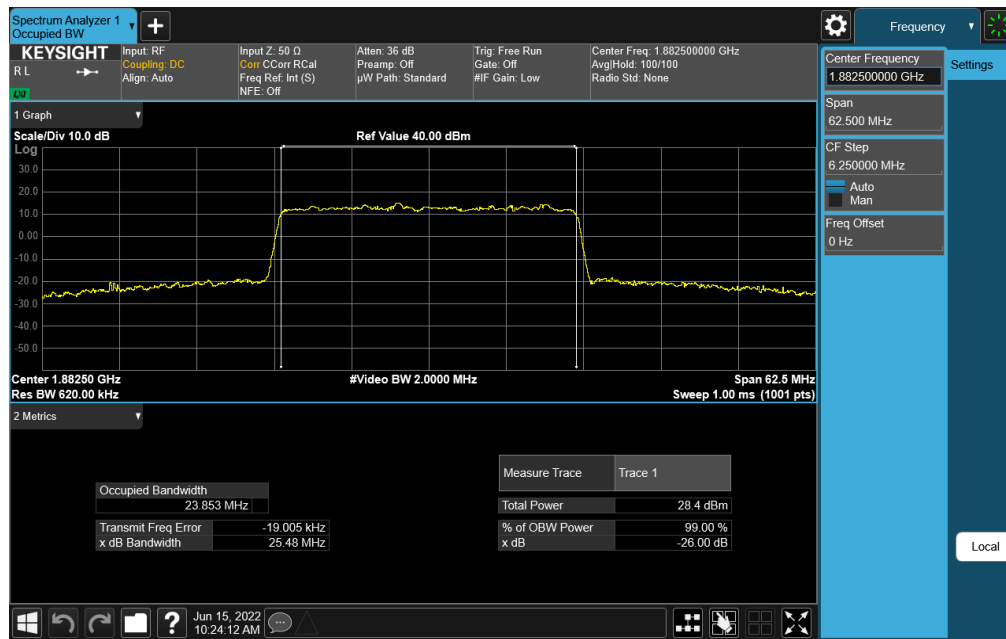 Spectrum Analyzer 1
Occupied BW
Frequency
KEYSIGHT
R L
LXI
Input: RF
Coupling: DC
Align: Auto
Input Z: 50 Ω
Corr CCorr RCal
Freq Ref: Int (S)
NFE: Off
Atten: 36 dB
Preamp: Off
µW Path: Standard
Trig: Free Run
Gate: Off
#IF Gain: Low
Center Freq: 1.882500000 GHz
Avg|Hold: 100/100
Radio Std: None
Center Frequency
1.882500000 GHz
Settings
Span
62.500 MHz
CF Step
6.250000 MHz
Auto
Man
Freq Offset
0 Hz
Local
1 Graph
Scale/Div 10.0 dB
Ref Value 40.00 dBm
Log
30.0
20.0
10.0
0.00
-10.0
-20.0
-30.0
-40.0
-50.0
Center 1.88250 GHz
#Video BW 2.0000 MHz
Span 62.5 MHz
Res BW 620.00 kHz
Sweep 1.00 ms (1001 pts)
2 Metrics
Occupied Bandwidth
23.853 MHz
Transmit Freq Error -19.005 kHz
x dB Bandwidth 25.48 MHz
Measure Trace Trace 1
Total Power 28.4 dBm
% of OBW Power 99.00 %
x dB -26.00 dB
Jun 15, 2022
10:24:12 AM